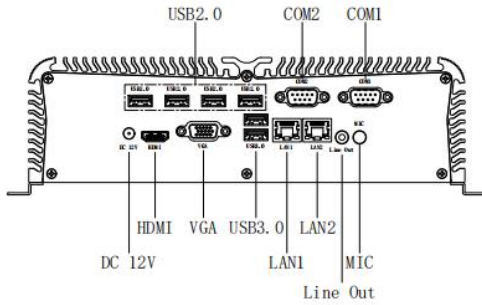 USB2.0 COM2 COM1
COM2 COM1
USB2.0 USB2.0 USB2.0 USB2.0
MIC
DC 12V HDMI VGA USB3.0 LAN1 LAN2 Line Out
HDMI VGA USB3.0 LAN2
DC 12V LAN1 MIC
Line Out